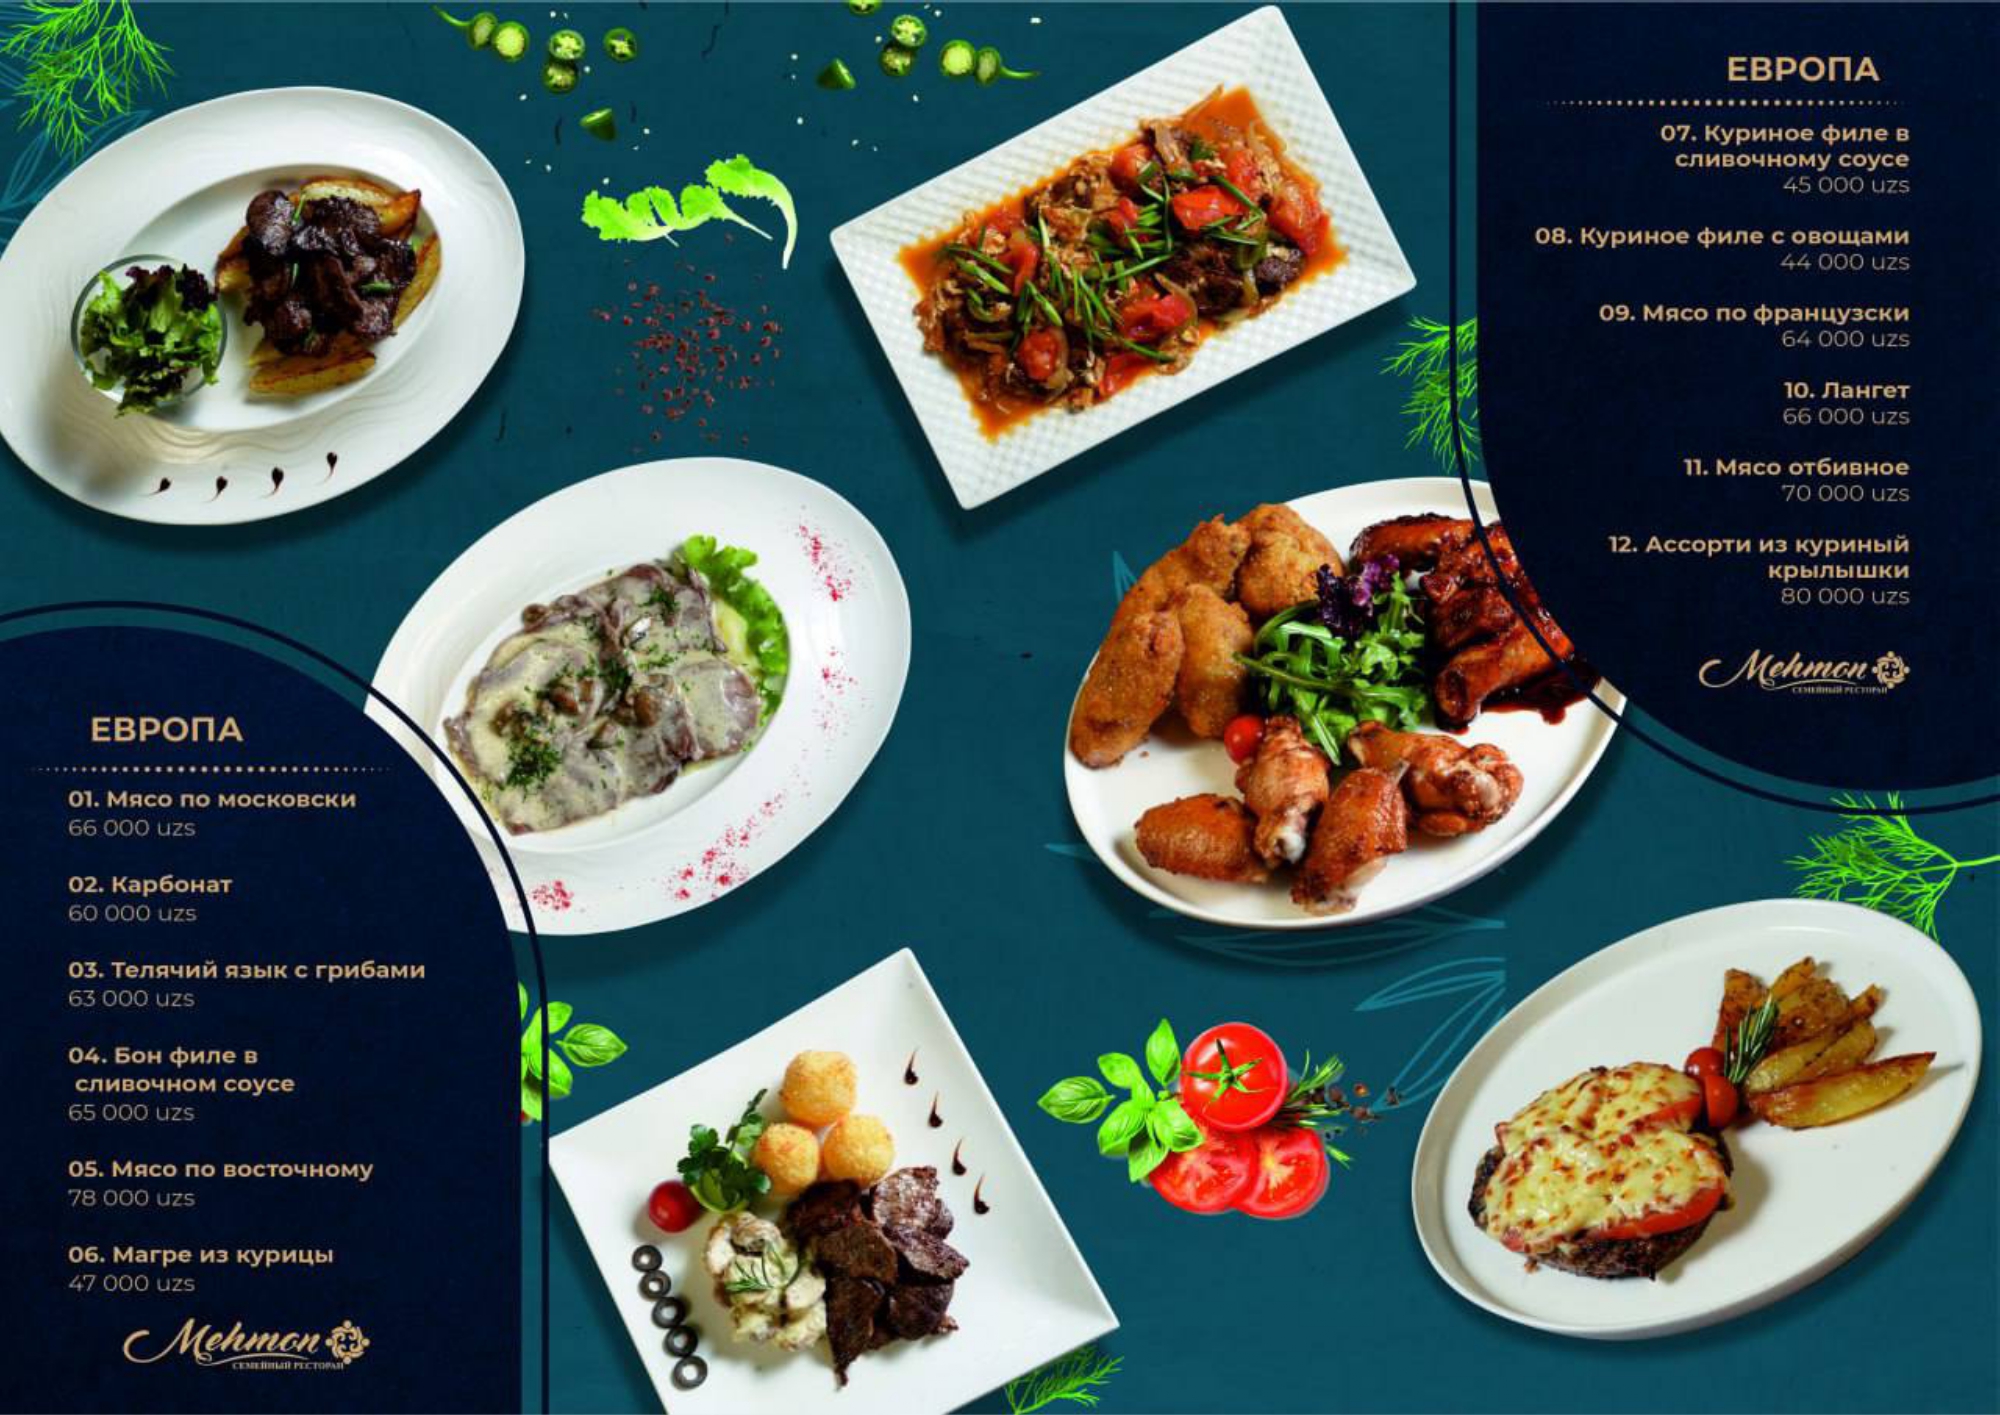 ЕВРОПА
01. Мясо по московски
66 000 uzs
02. Карбонат
60 000 uzs
03. Телячий язык с грибами
63 000 uzs
04. Бон филе в
сливочном соусе
65 000 uzs
05. Мясо по восточному
78 000 uzs
06. Магре из курицы
47 000 uzs
Mehmon
СЕМЕЙНЫЙ РЕСТОРАН
ЕВРОПА
07. Куриное филе в
сливочному соусе
45 000 uzs
08. Куриное филе с овощами
44 000 uzs
09. Мясо по французски
64 000 uzs
10. Лангет
66 000 uzs
11. Мясо отбивное
70 000 uzs
12. Ассорти из куриный
крылышки
80 000 uzs
Mehmon
СЕМЕЙНЫЙ РЕСТОРАН